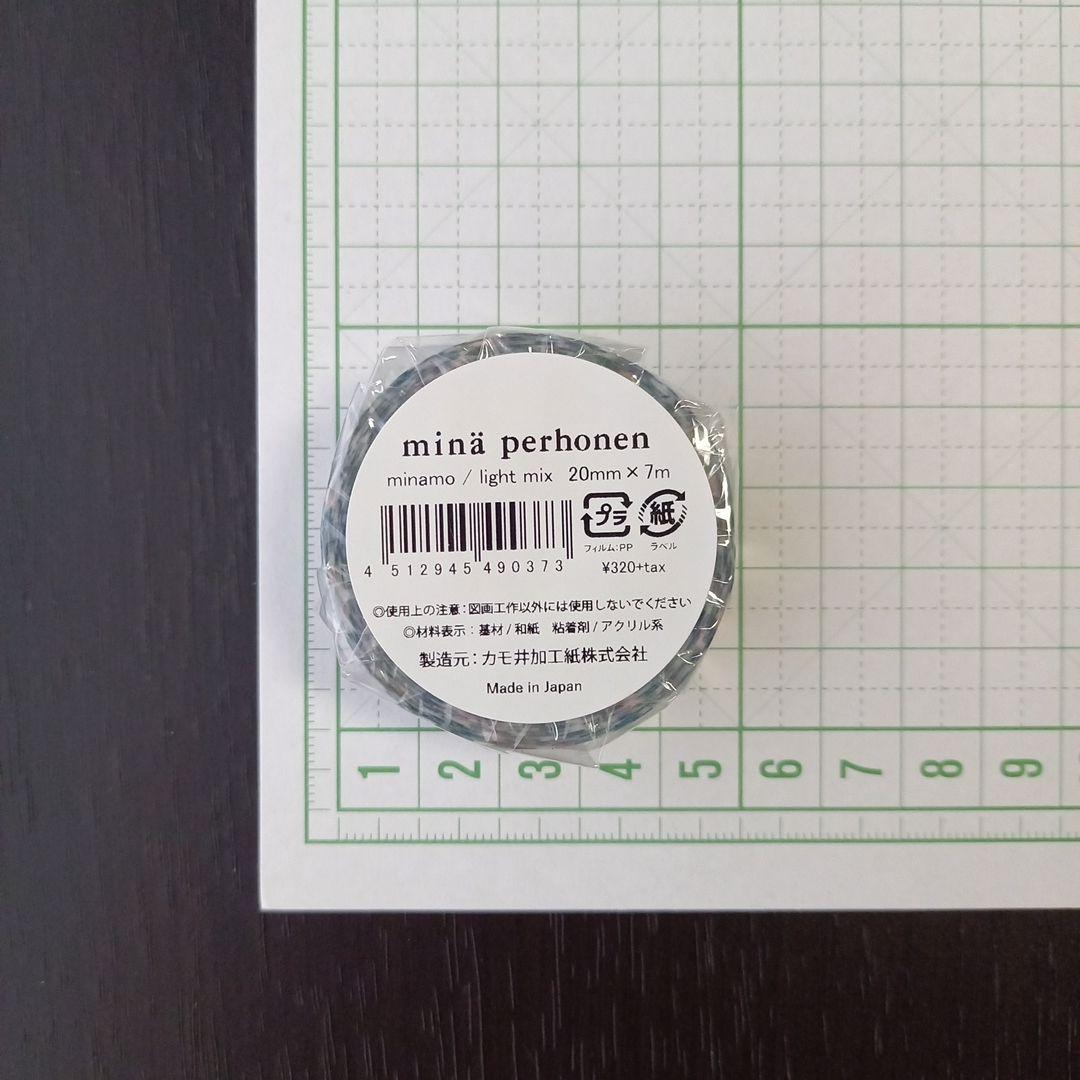 minä perhonen
minamo / light mix 20mm × 7m
プラ 紙
フィルム:PP ラベル
4 512945 490373
¥320+tax
◎使用上の注意:図画工作以外には使用しないでください
◎材料表示:基材/和紙 粘着剤/アクリル系
製造元:カモ井加工紙株式会社
Made in Japan
1 2 3 4 5 6 7 8 9